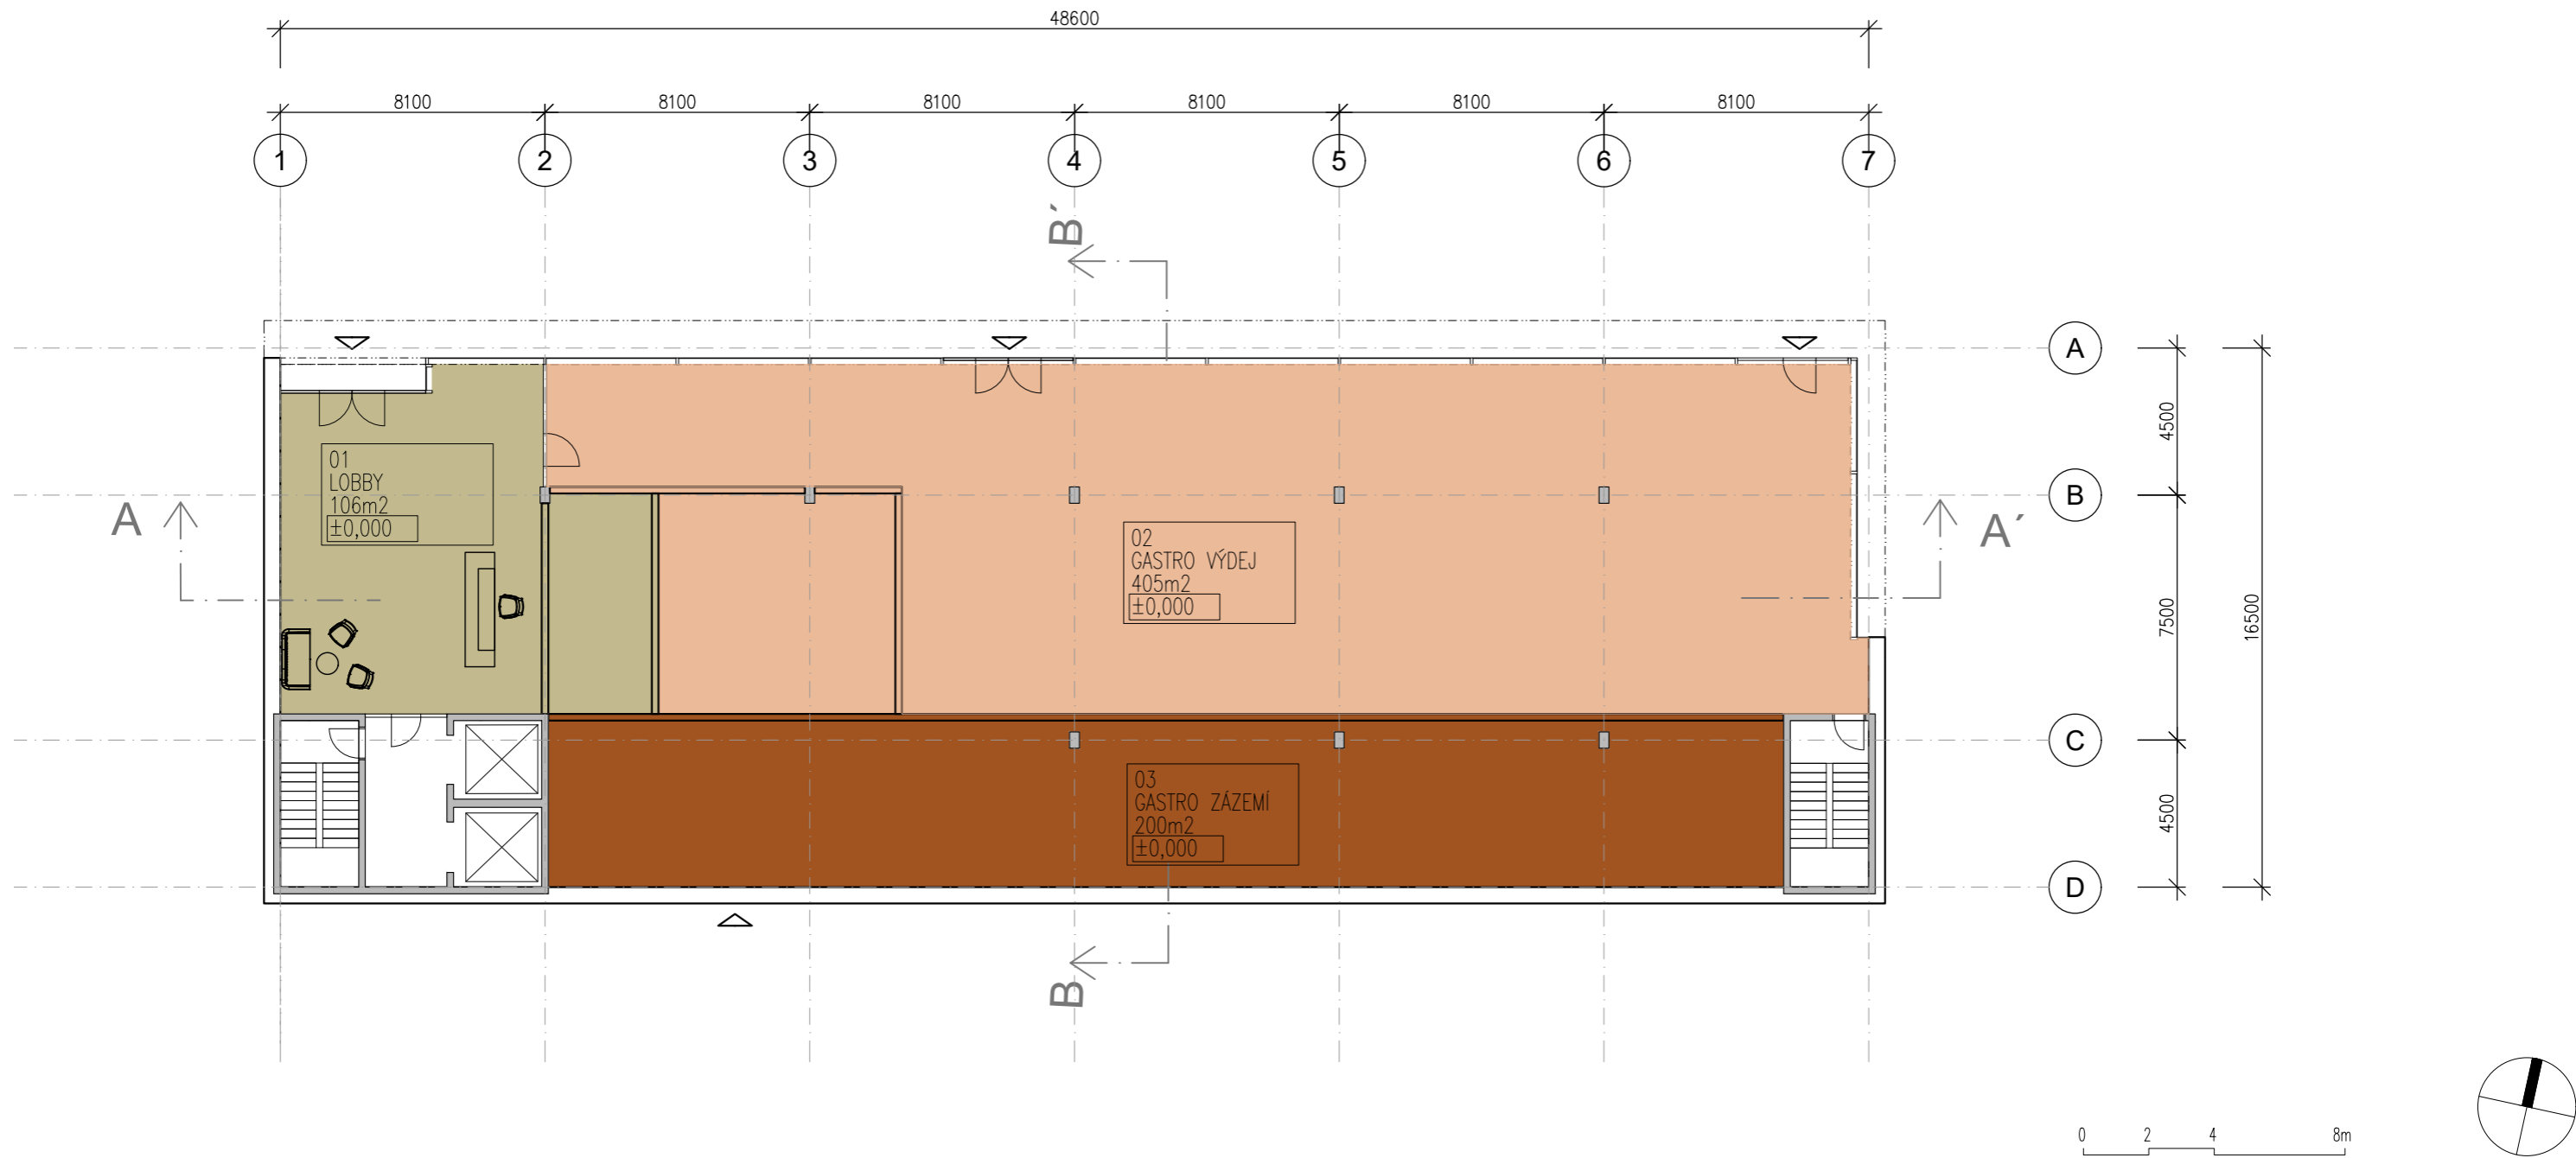 48600
8100 8100 8100 8100 8100 8100
1 2 3 4 5 6 7
B´
A
4500
B
A A´
01
LOBBY
106m2
±0,000
02
GASTRO VÝDEJ
405m2
±0,000
7500
16500
C
03
GASTRO ZÁZEMÍ
200m2
±0,000
4500
D
B
0 2 4 8m